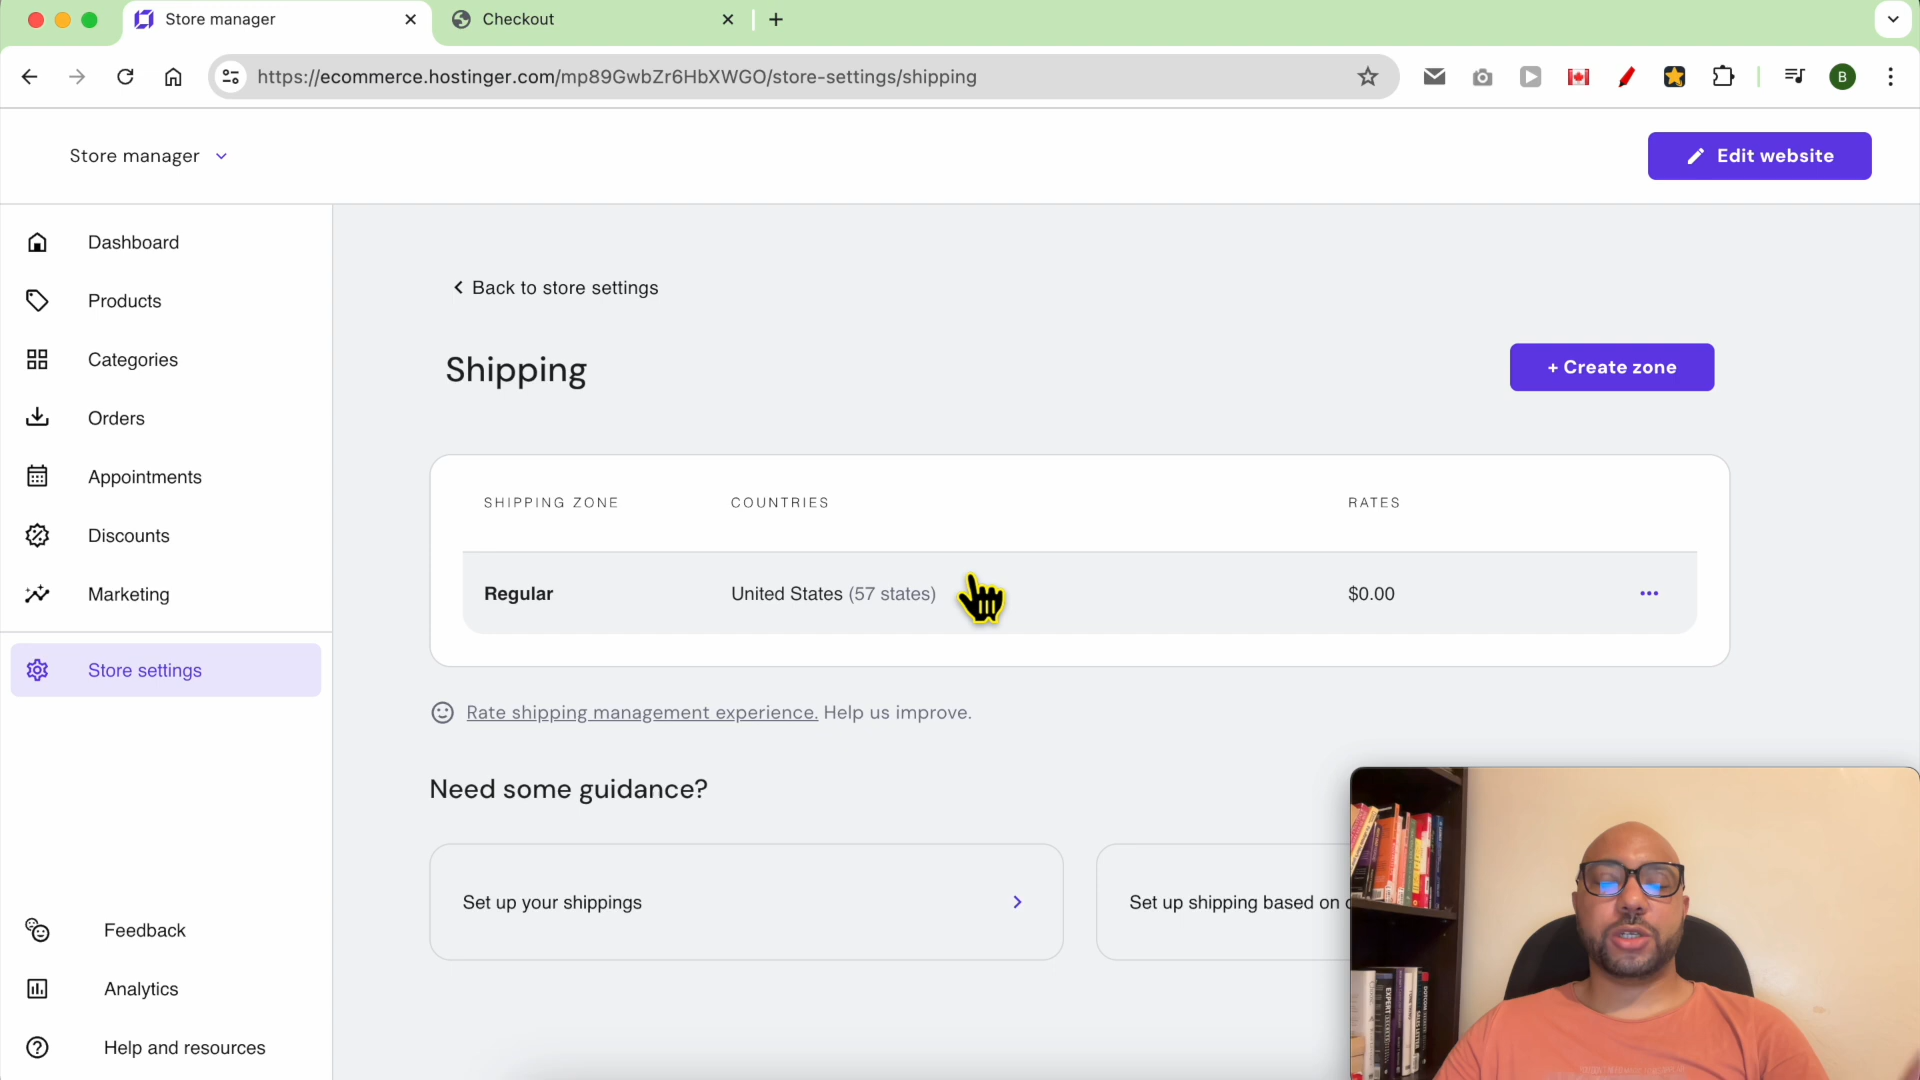 Store manager
Checkout
https://ecommerce.hostinger.com/mp89GwbZr6HbXWGO/store-settings/shipping
B
Store manager
Edit website
Dashboard
Products
Categories
Orders
Appointments
Discounts
Marketing
Store settings
Feedback
Analytics
Help and resources
Back to store settings
Shipping
+ Create zone
SHIPPING ZONE COUNTRIES RATES
Regular United States (57 states) $0.00
Rate shipping management experience. Help us improve.
Need some guidance?
Set up your shippings
Set up shipping based on
EXPERT